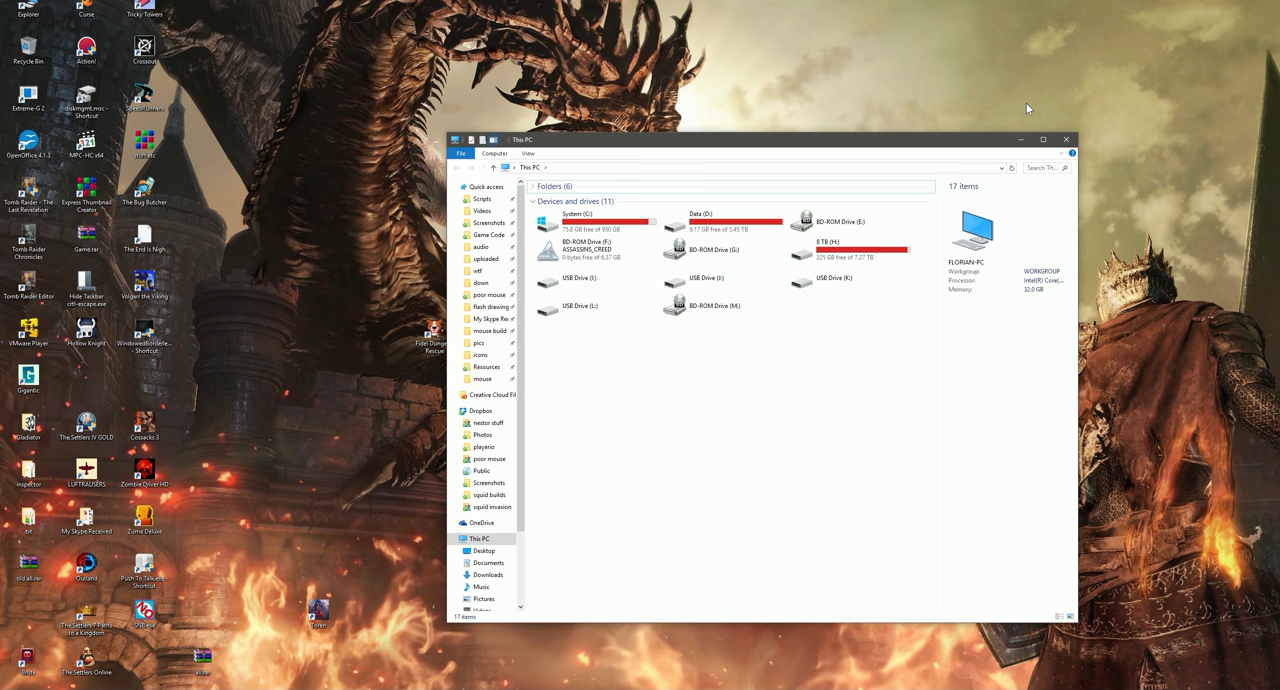 Explorer
Curse
Tricky Towers
Recycle Bin
Action!
Crossout
Extreme-G 2
diskmgmt.msc -
Shortcut
SpeedRunners
OpenOffice 4.1.3
MPC-HC x64
stuff.etc
Tomb Raider - The
Last Revelation
Express Thumbnail
Creator
The Bug Butcher
Tomb Raider
Chronicles
Game.rar
The End Is Nigh
Tomb Raider Editor
Hide Taskbar
crtl-escape.exe
Volgarr the Viking
VMware Player
Hollow Knight
WindowedBorderle...
- Shortcut
Gigantic
Gladiator
The Settlers IV GOLD
Cossacks 3
inspector
LUFTRAUSERS
Zombie Driver HD
txt
My Skype Received
Zuma Deluxe
old all.rar
Outland
Push To Talk.exe -
Shortcut
The Settlers 7 Paths
to a Kingdom
SNB.exe
Toren
Brute
The Settlers Online
Rescue
This PC
File
Computer
View
This PC
Search Th...
Quick access
Scripts
Videos
Screenshots
Game Code
audio
uploaded
wtf
down
poor mouse
flash drawing
My Skype Rec
mouse build
pics
icons
Resources
mouse
Creative Cloud Fil
Dropbox
nestor stuff
Photos
playerio
poor mouse
Public
Screenshots
squid builds
squid invasion
OneDrive
This PC
Desktop
Documents
Downloads
Music
Pictures
Videos
Folders (6)
Devices and drives (11)
System (C:)
75.8 GB free of 930 GB
Data (D:)
9.17 GB free of 5.45 TB
BD-ROM Drive (E:)
BD-ROM Drive (F:)
ASSASSINS_CREED
0 bytes free of 6.37 GB
BD-ROM Drive (G:)
8 TB (H:)
225 GB free of 7.27 TB
USB Drive (I:)
USB Drive (J:)
USB Drive (K:)
USB Drive (L:)
BD-ROM Drive (M:)
17 items
FLORIAN-PC
Workgroup: WORKGROUP
Processor: Intel(R) Core(...
Memory: 32.0 GB
17 items